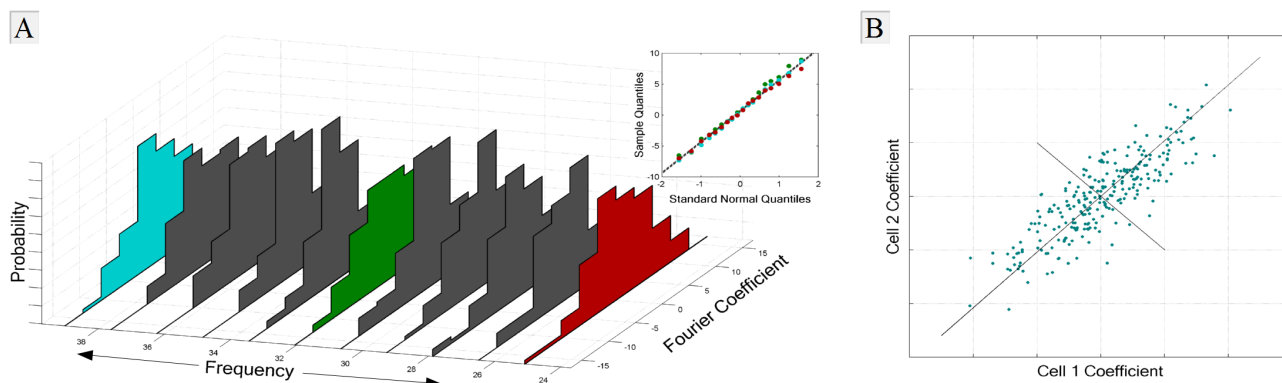 A
Probability
38
36
34
32
30
28
26
24
Frequency
-15
-10
-5
0
5
10
15
Fourier Coefficient
10
5
0
-5
-10
-2
-1
0
1
2
Sample Quantiles
Standard Normal Quantiles
B
Cell 2 Coefficient
Cell 1 Coefficient